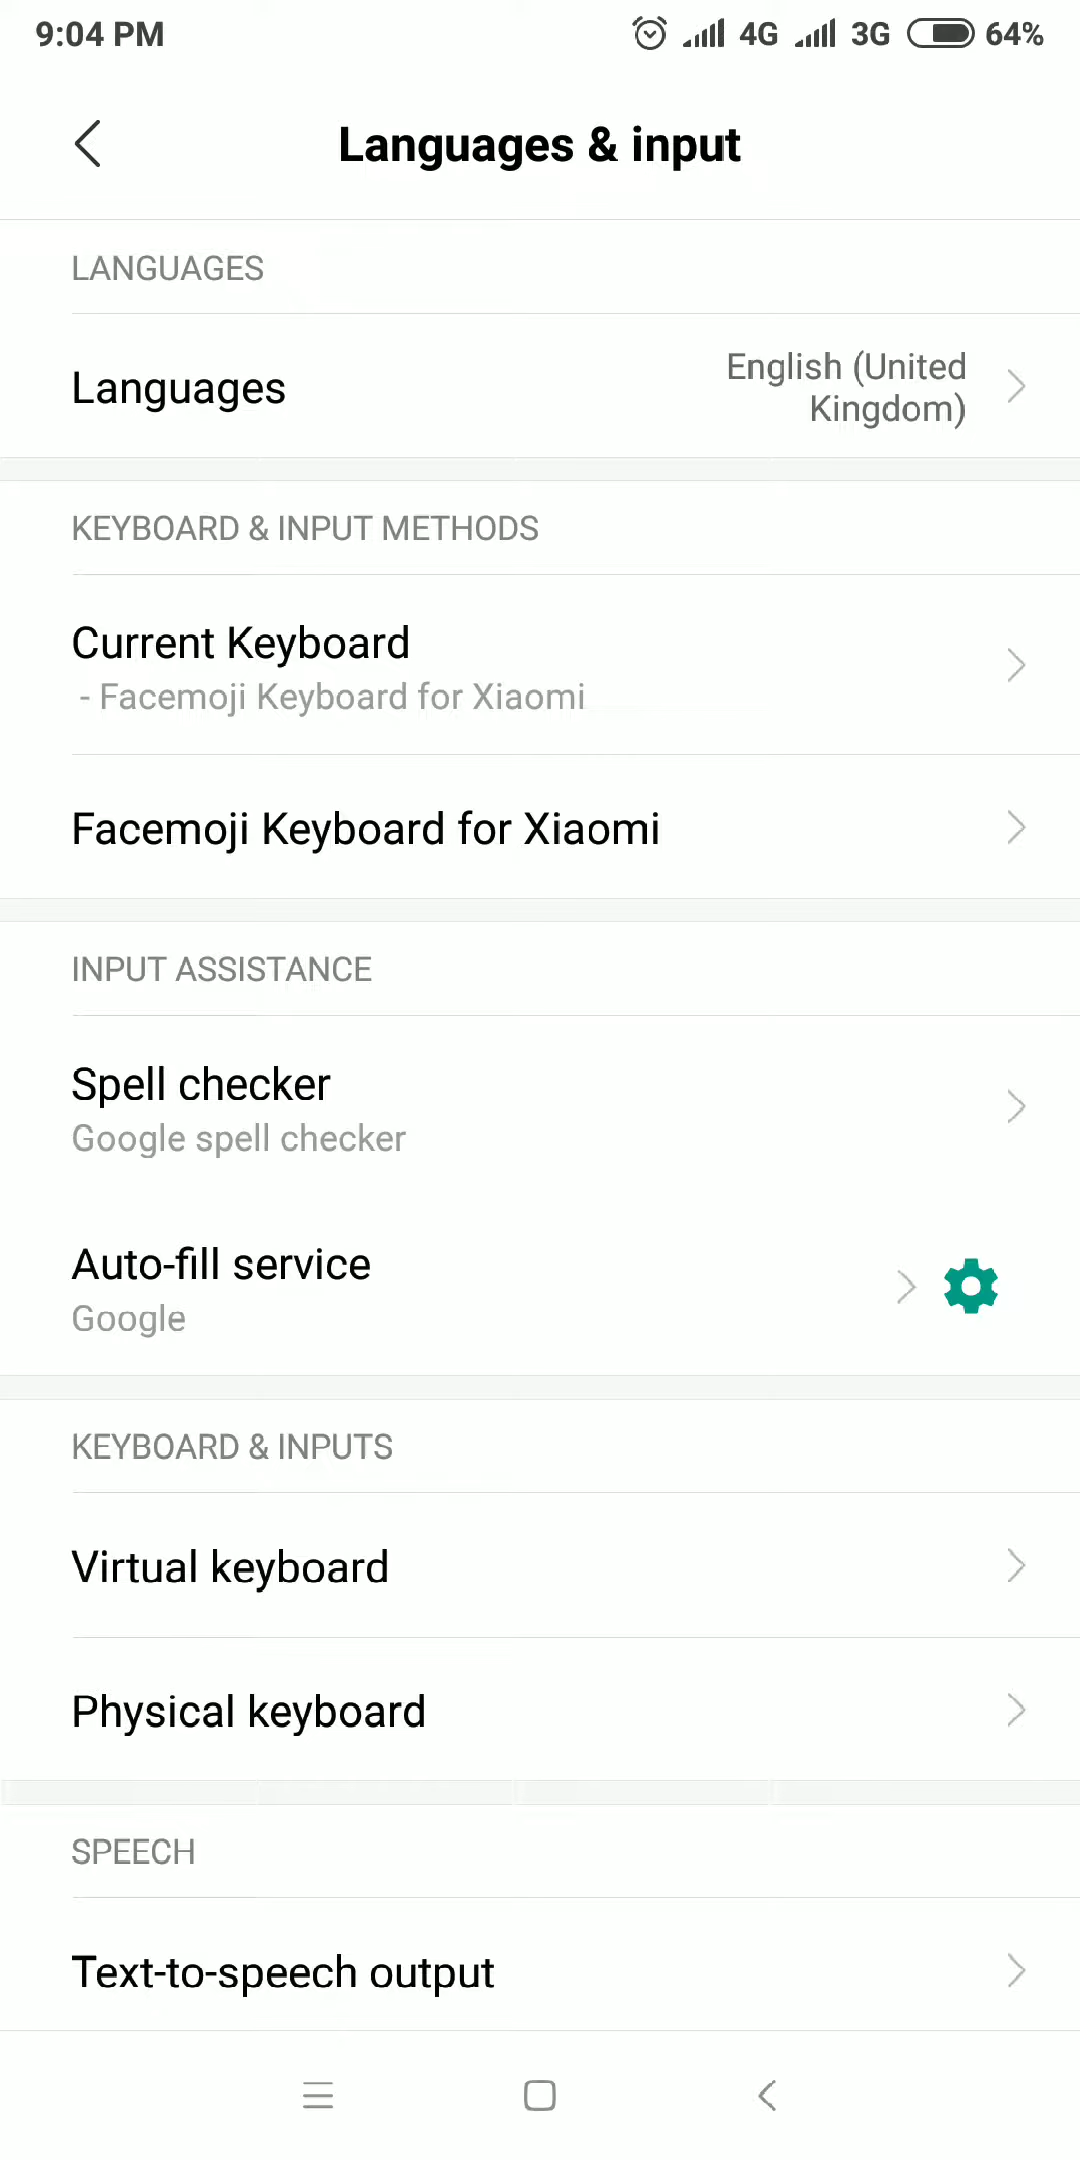 9:04 PM 4G 3G 64%
Languages & input
LANGUAGES
Languages
English (United
Kingdom)
KEYBOARD & INPUT METHODS
Current Keyboard
- Facemoji Keyboard for Xiaomi
Facemoji Keyboard for Xiaomi
INPUT ASSISTANCE
Spell checker
Google spell checker
Auto-fill service
Google
KEYBOARD & INPUTS
Virtual keyboard
Physical keyboard
SPEECH
Text-to-speech output